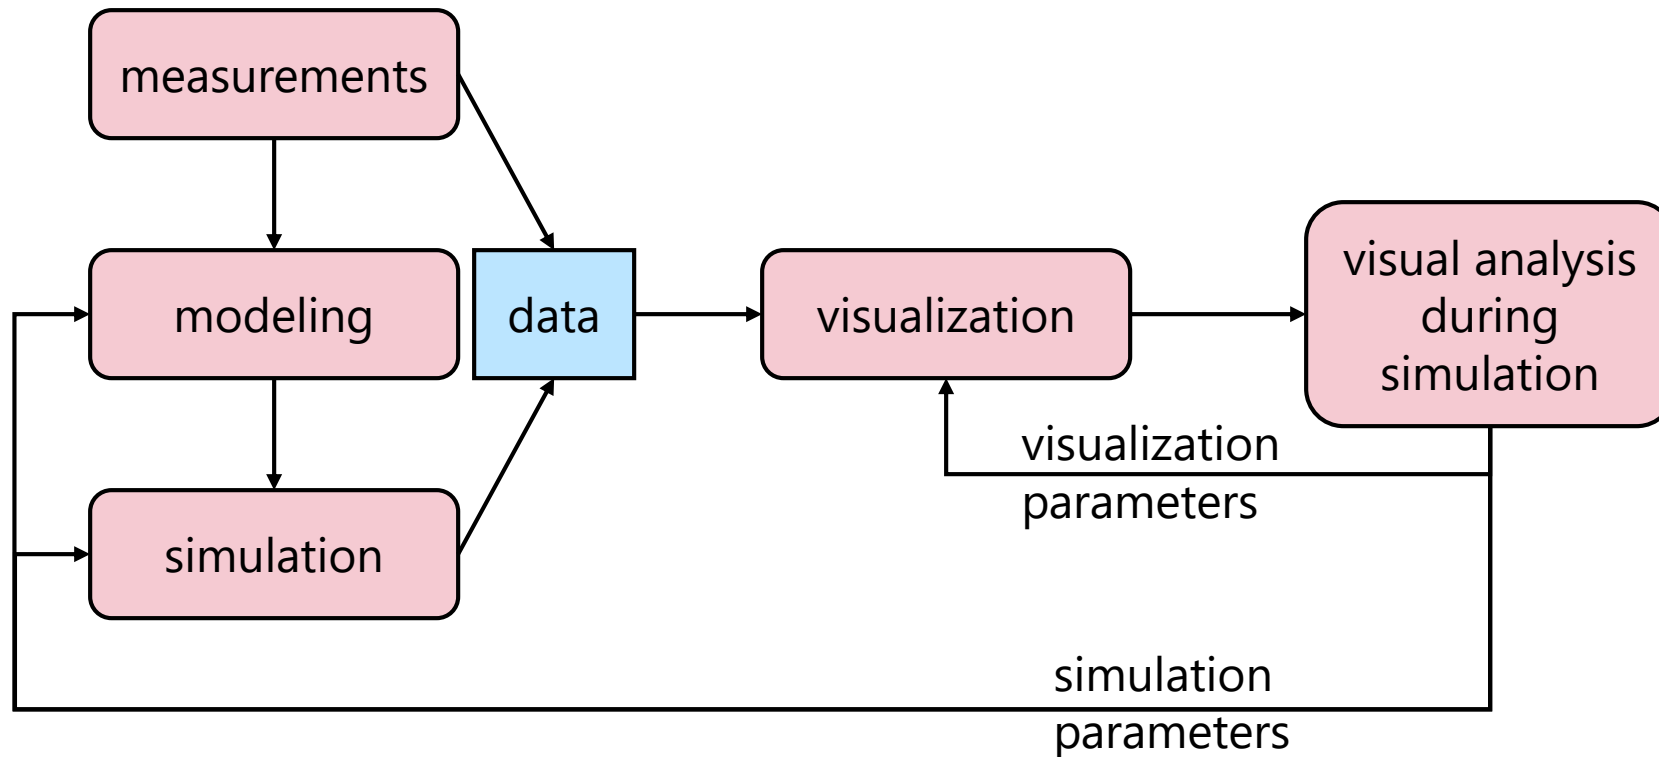 measurements
modeling
data
visualization
visual analysis
during
simulation
visualization
parameters
simulation
simulation
parameters